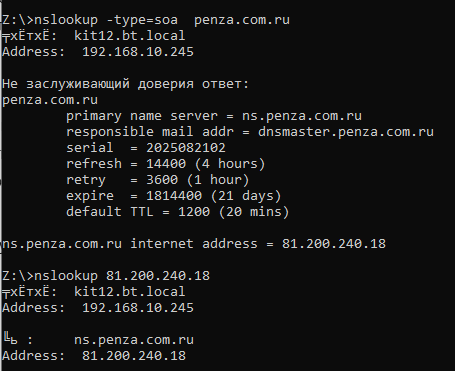 Z:\>nslookup -type=soa  penza.com.ru
╤хЁтхЁ:  kit12.bt.local
Address:  192.168.10.245

Не заслуживающий доверия ответ:
penza.com.ru
        primary name server = ns.penza.com.ru
        responsible mail addr = dnsmaster.penza.com.ru
        serial  = 2025082102
        refresh = 14400 (4 hours)
        retry   = 3600 (1 hour)
        expire  = 1814400 (21 days)
        default TTL = 1200 (20 mins)

ns.penza.com.ru internet address = 81.200.240.18

Z:\>nslookup 81.200.240.18
╤хЁтхЁ:  kit12.bt.local
Address:  192.168.10.245

╚ь :     ns.penza.com.ru
Address:  81.200.240.18